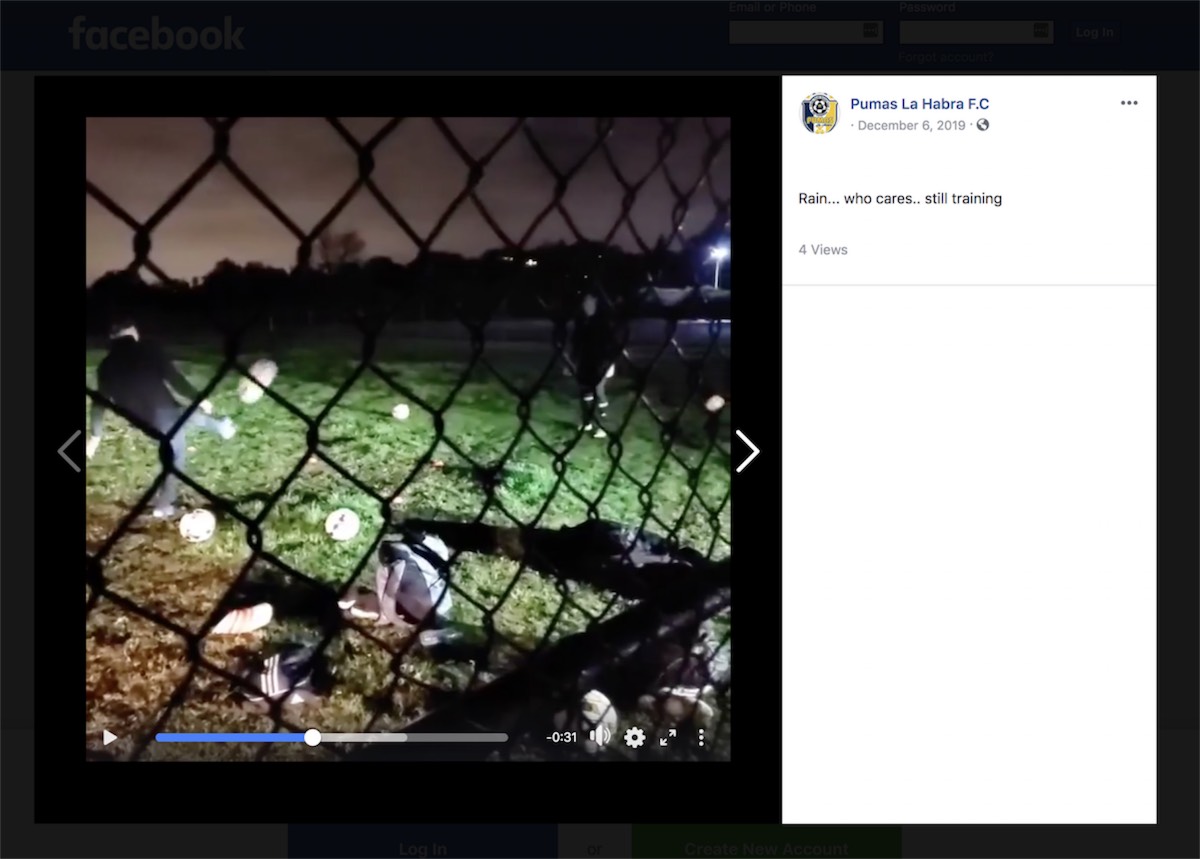 facebook
Email or Phone
Password
Log In
Forgot account?
Pumas La Habra F.C
· December 6, 2019 ·
Rain... who cares.. still training
4 Views
-0:31
Log In
or
Create New Account